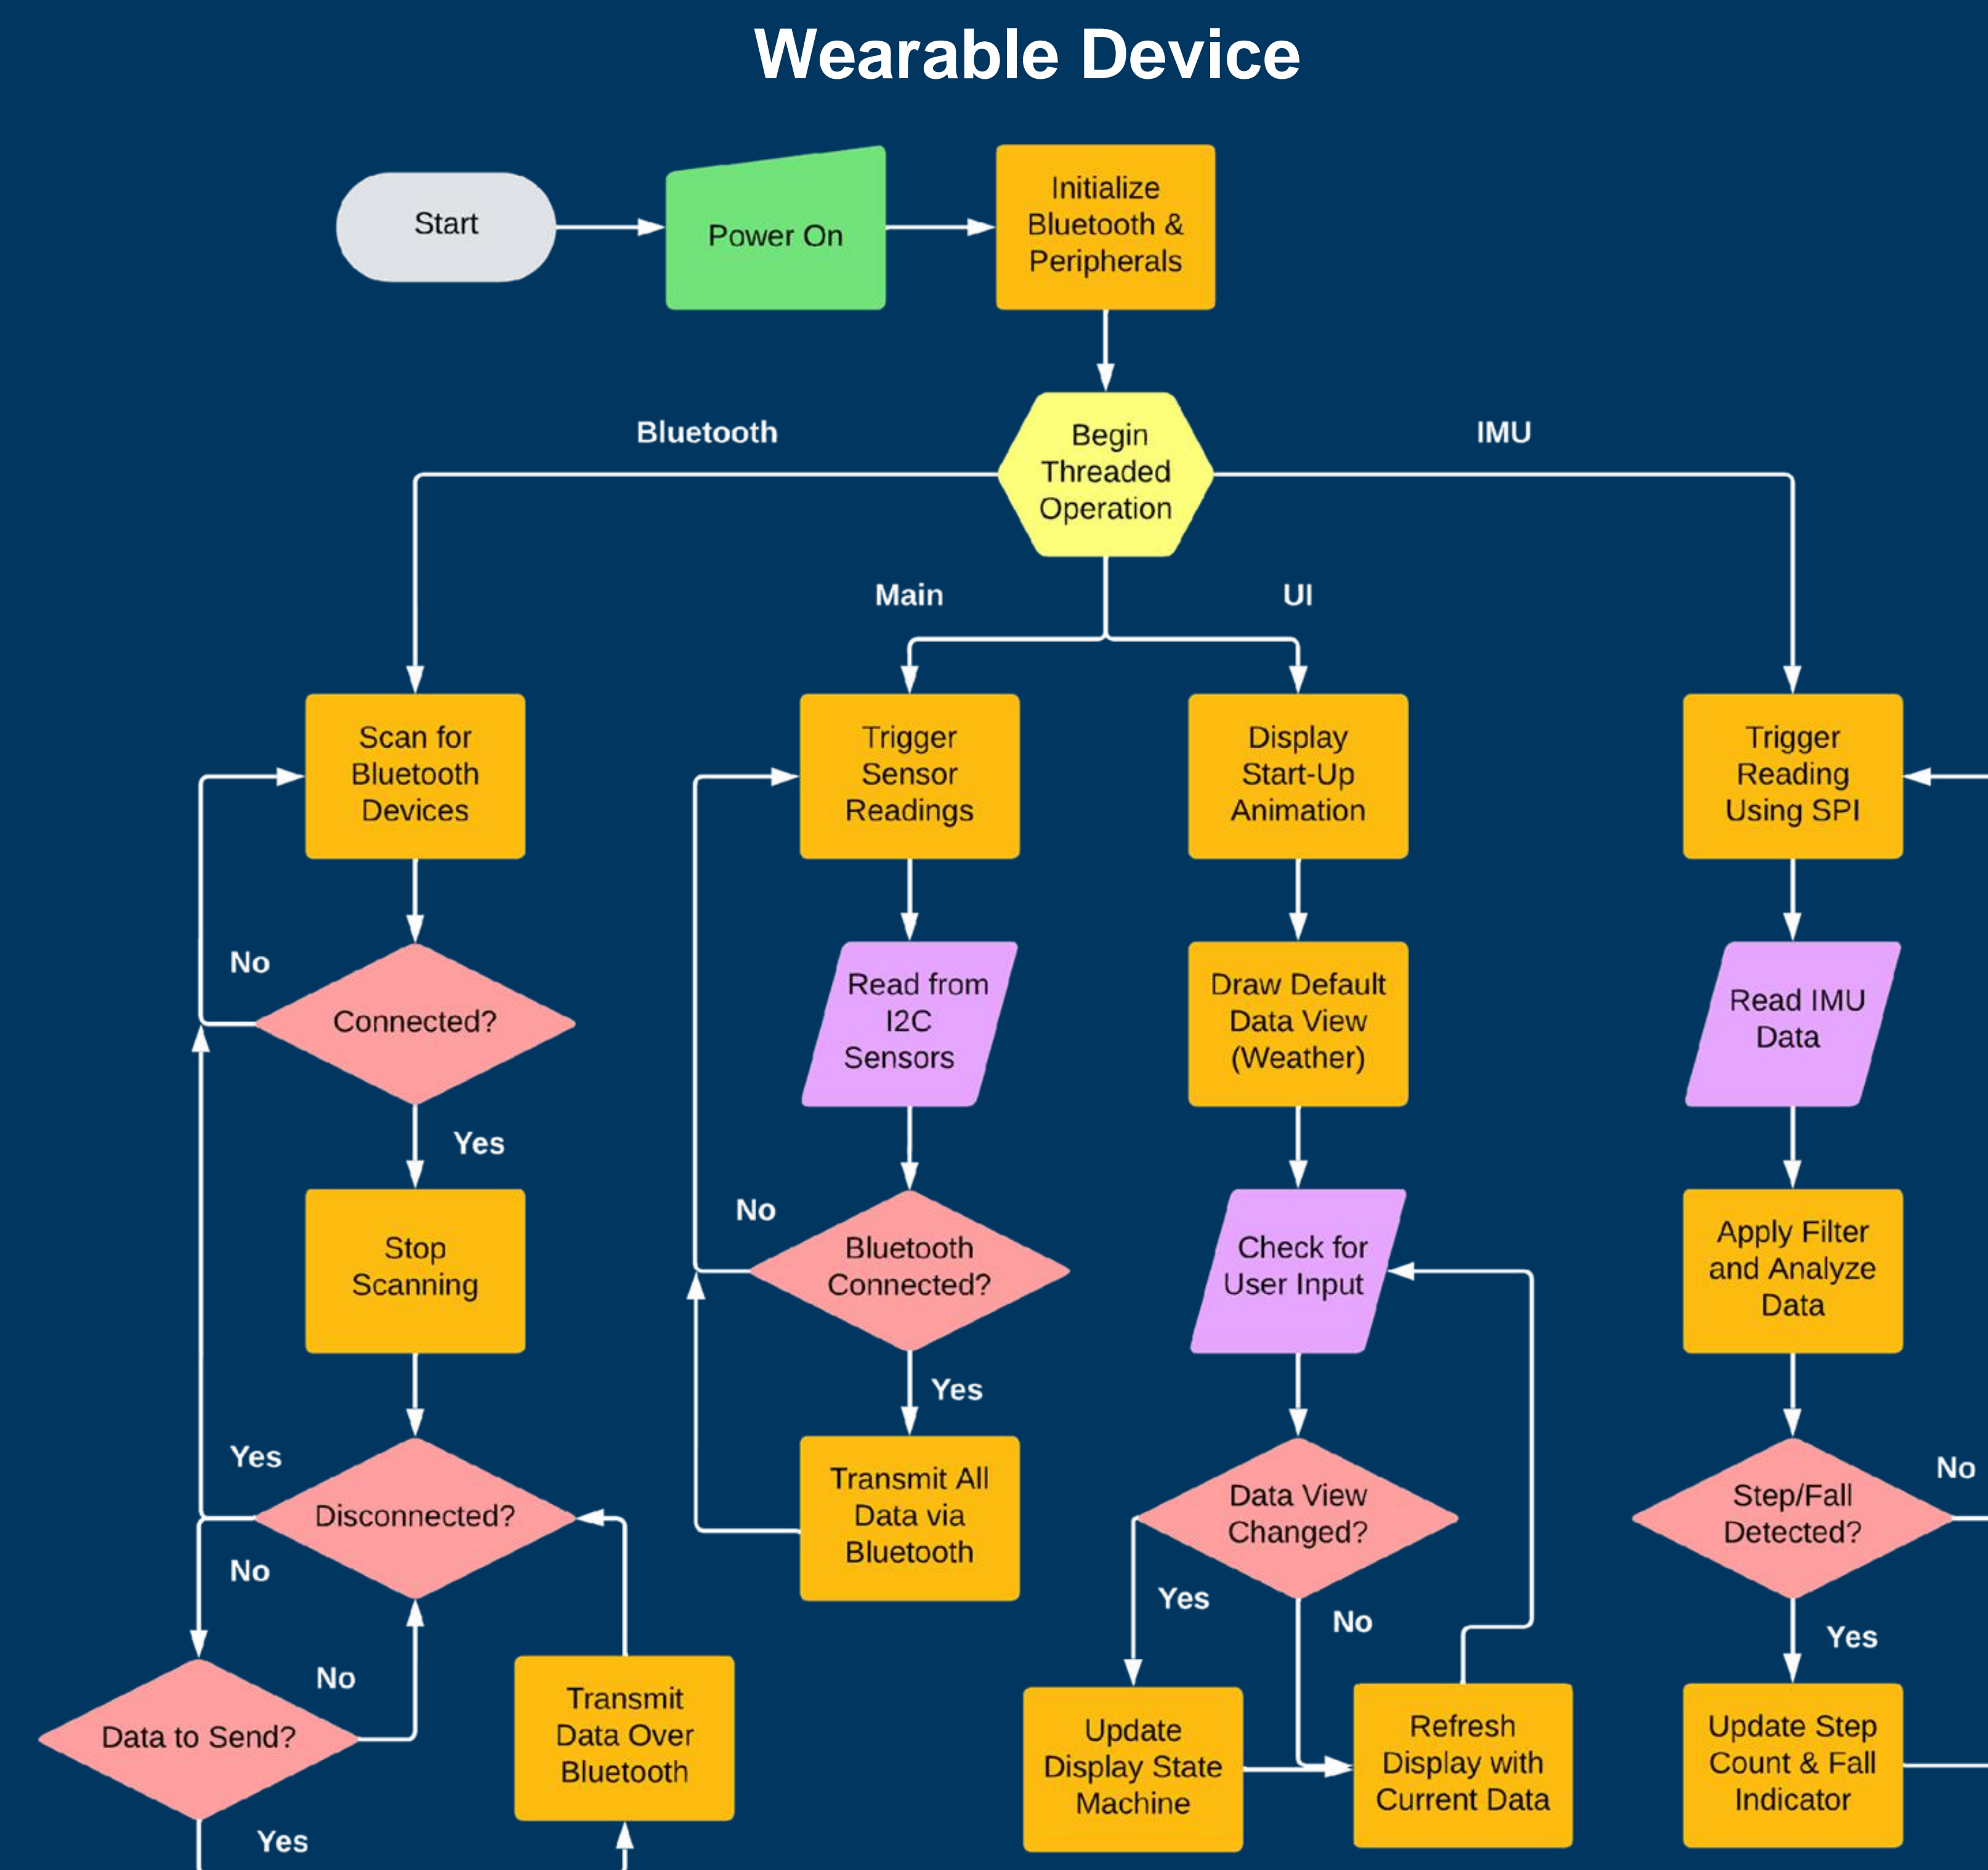 Wearable Device
Start
Power On
Initialize
Bluetooth &
Peripherals
Begin
Threaded
Operation
Bluetooth
IMU
Main
UI
Scan for
Bluetooth
Devices
Trigger
Sensor
Readings
Display
Start-Up
Animation
Trigger
Reading
Using SPI
No
Connected?
Read from
I2C
Sensors
Draw Default
Data View
(Weather)
Read IMU
Data
Yes
No
Stop
Scanning
Bluetooth
Connected?
Check for
User Input
Apply Filter
and Analyze
Data
Yes
Yes
Disconnected?
No
Transmit All
Data via
Bluetooth
Data View
Changed?
Step/Fall
Detected?
No
Yes
No
Yes
No
Data to Send?
Yes
Transmit
Data Over
Bluetooth
Update
Display State
Machine
Refresh
Display with
Current Data
Update Step
Count & Fall
Indicator